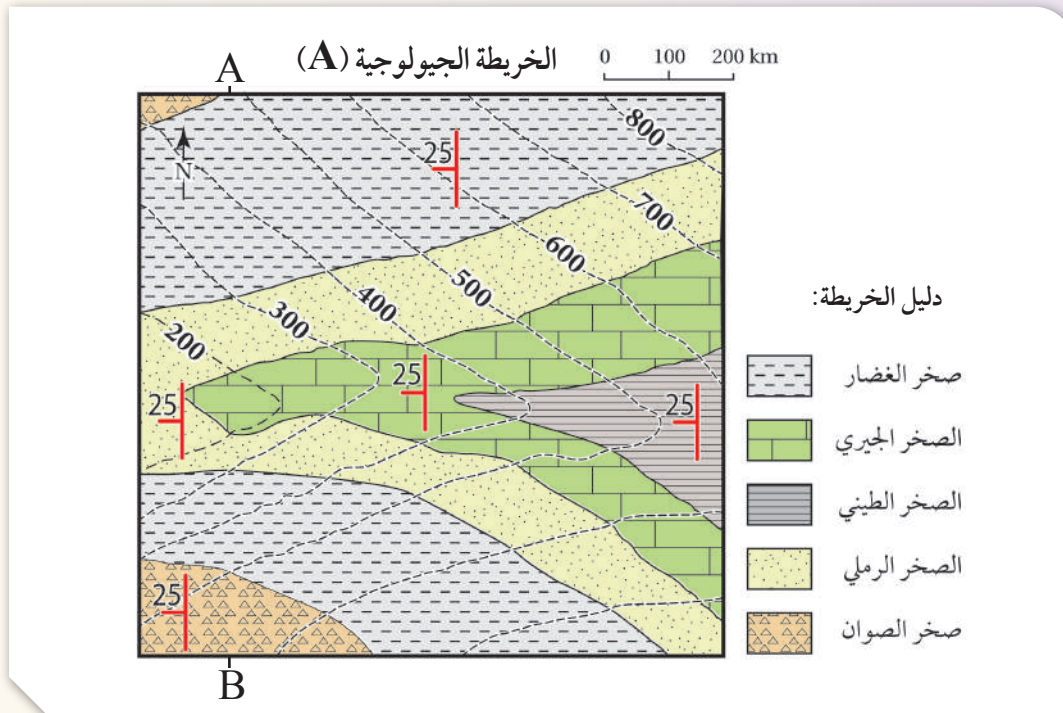 الخريطة الجيولوجية (A)
0 100 200 km
A
N
25
800
700
600
500
400
300
200
25
25
25
25
B
دليل الخريطة:
صخر الغضار
الصخر الجيري
الصخر الطيني
الصخر الرملي
صخر الصوان